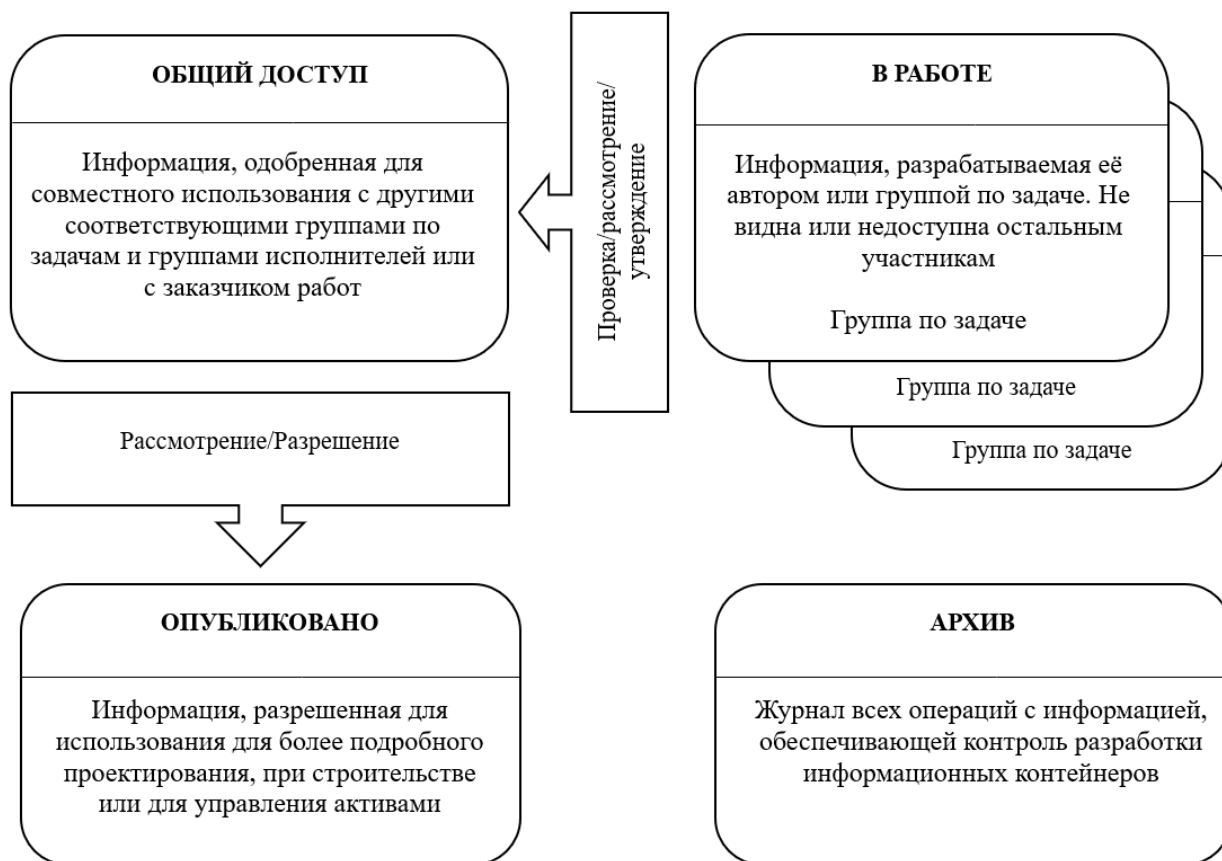 ОБЩИЙ ДОСТУП
Информация, одобренная для
совместного использования с другими
соответствующими группами по
задачам и группами исполнителей или
с заказчиком работ
Проверка/рассмотрение/
утверждение
В РАБОТЕ
Информация, разрабатываемая её
автором или группой по задаче. Не
видна или недоступна остальным
участникам
Группа по задаче
Группа по задаче
Группа по задаче
Рассмотрение/Разрешение
ОПУБЛИКОВАНО
Информация, разрешенная для
использования для более подробного
проектирования, при строительстве
или для управления активами
АРХИВ
Журнал всех операций с информацией,
обеспечивающей контроль разработки
информационных контейнеров